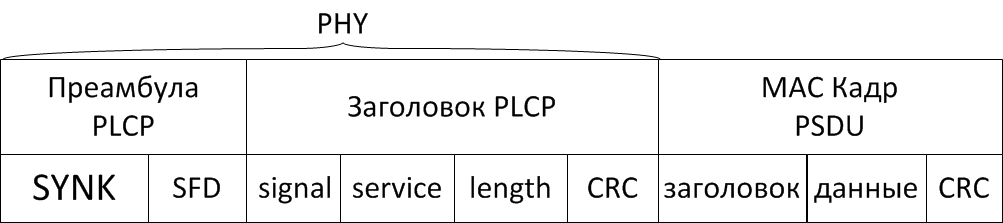 PHY
Преамбула
PLCP
Заголовок PLCP
MAC Кадр
PSDU
SYNK SFD signal service length CRC заголовок данные CRC